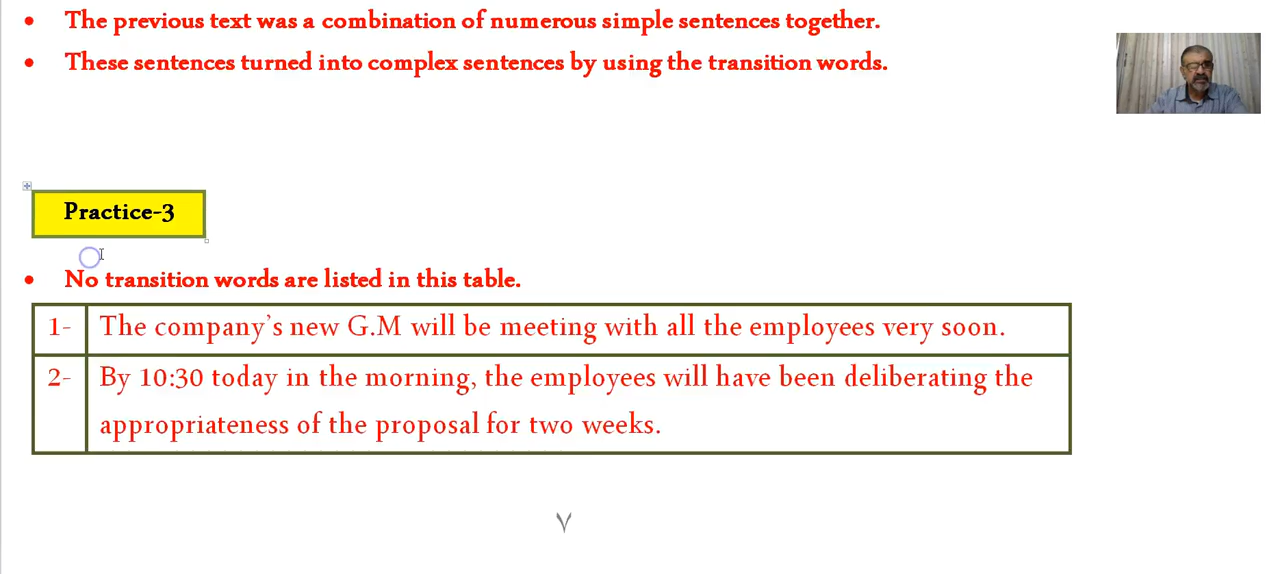 • The previous text was a combination of numerous simple sentences together.
• These sentences turned into complex sentences by using the transition words.
Practice-3
• No transition words are listed in this table.
1- The company's new G.M will be meeting with all the employees very soon.
2- By 10:30 today in the morning, the employees will have been deliberating the
appropriateness of the proposal for two weeks.
٧